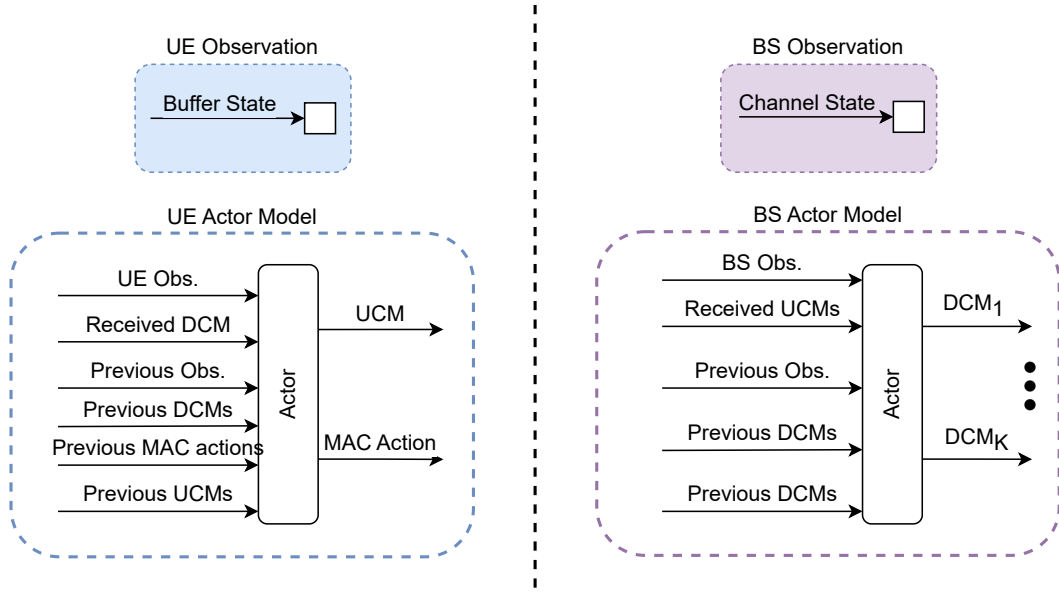 UE Observation
Buffer State
UE Actor Model
UE Obs.
Received DCM
Previous Obs.
Previous DCMs
Previous MAC actions
Previous UCMs
Actor
UCM
MAC Action
BS Observation
Channel State
BS Actor Model
BS Obs.
Received UCMs
Previous Obs.
Previous DCMs
Previous DCMs
Actor
DCM1
DCMK